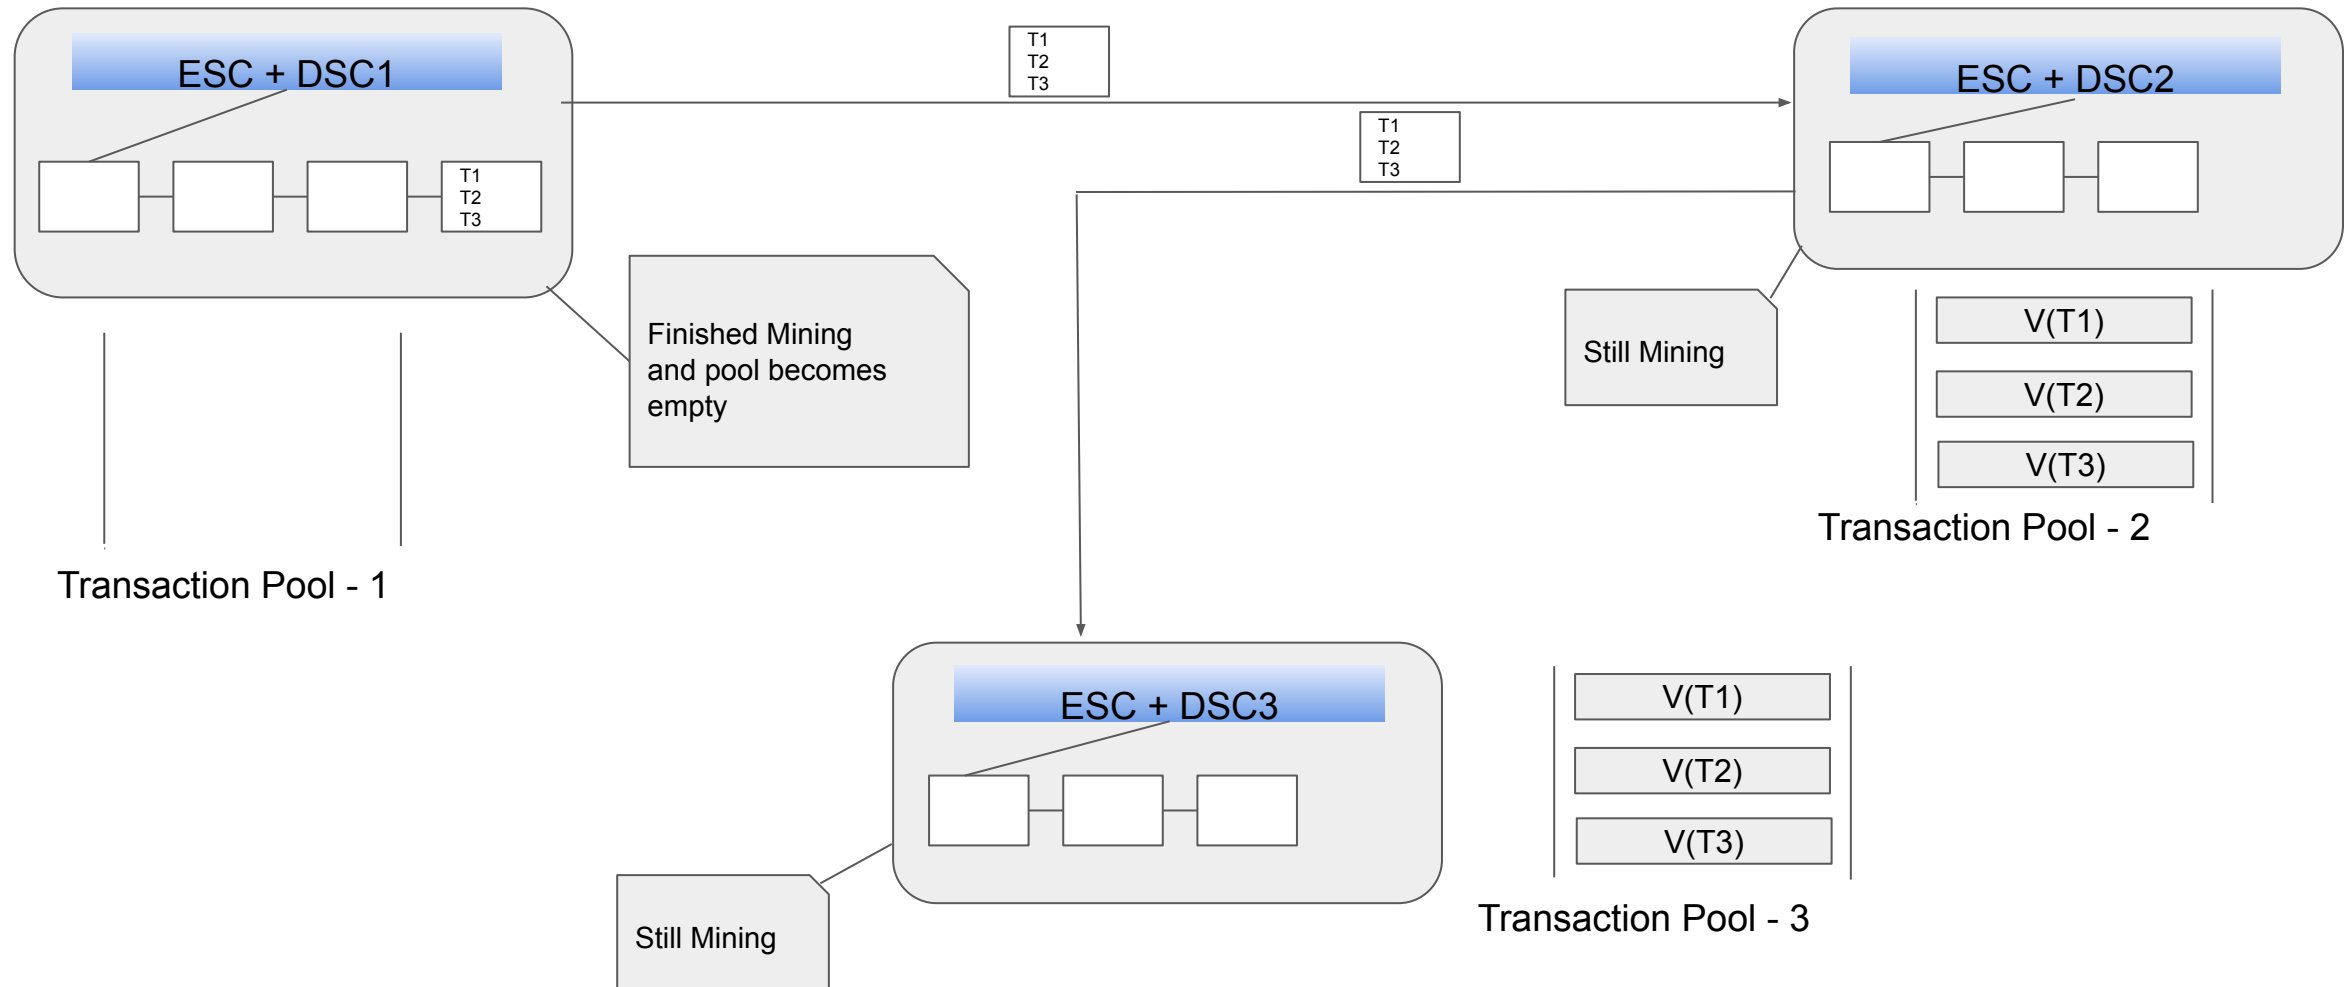 ESC + DSC1
T1
T2
T3
T1
T2
T3
T1
T2
T3
ESC + DSC2
Finished Mining
and pool becomes
empty
Still Mining
V(T1)
V(T2)
V(T3)
Transaction Pool - 2
Transaction Pool - 1
ESC + DSC3
V(T1)
V(T2)
V(T3)
Transaction Pool - 3
Still Mining